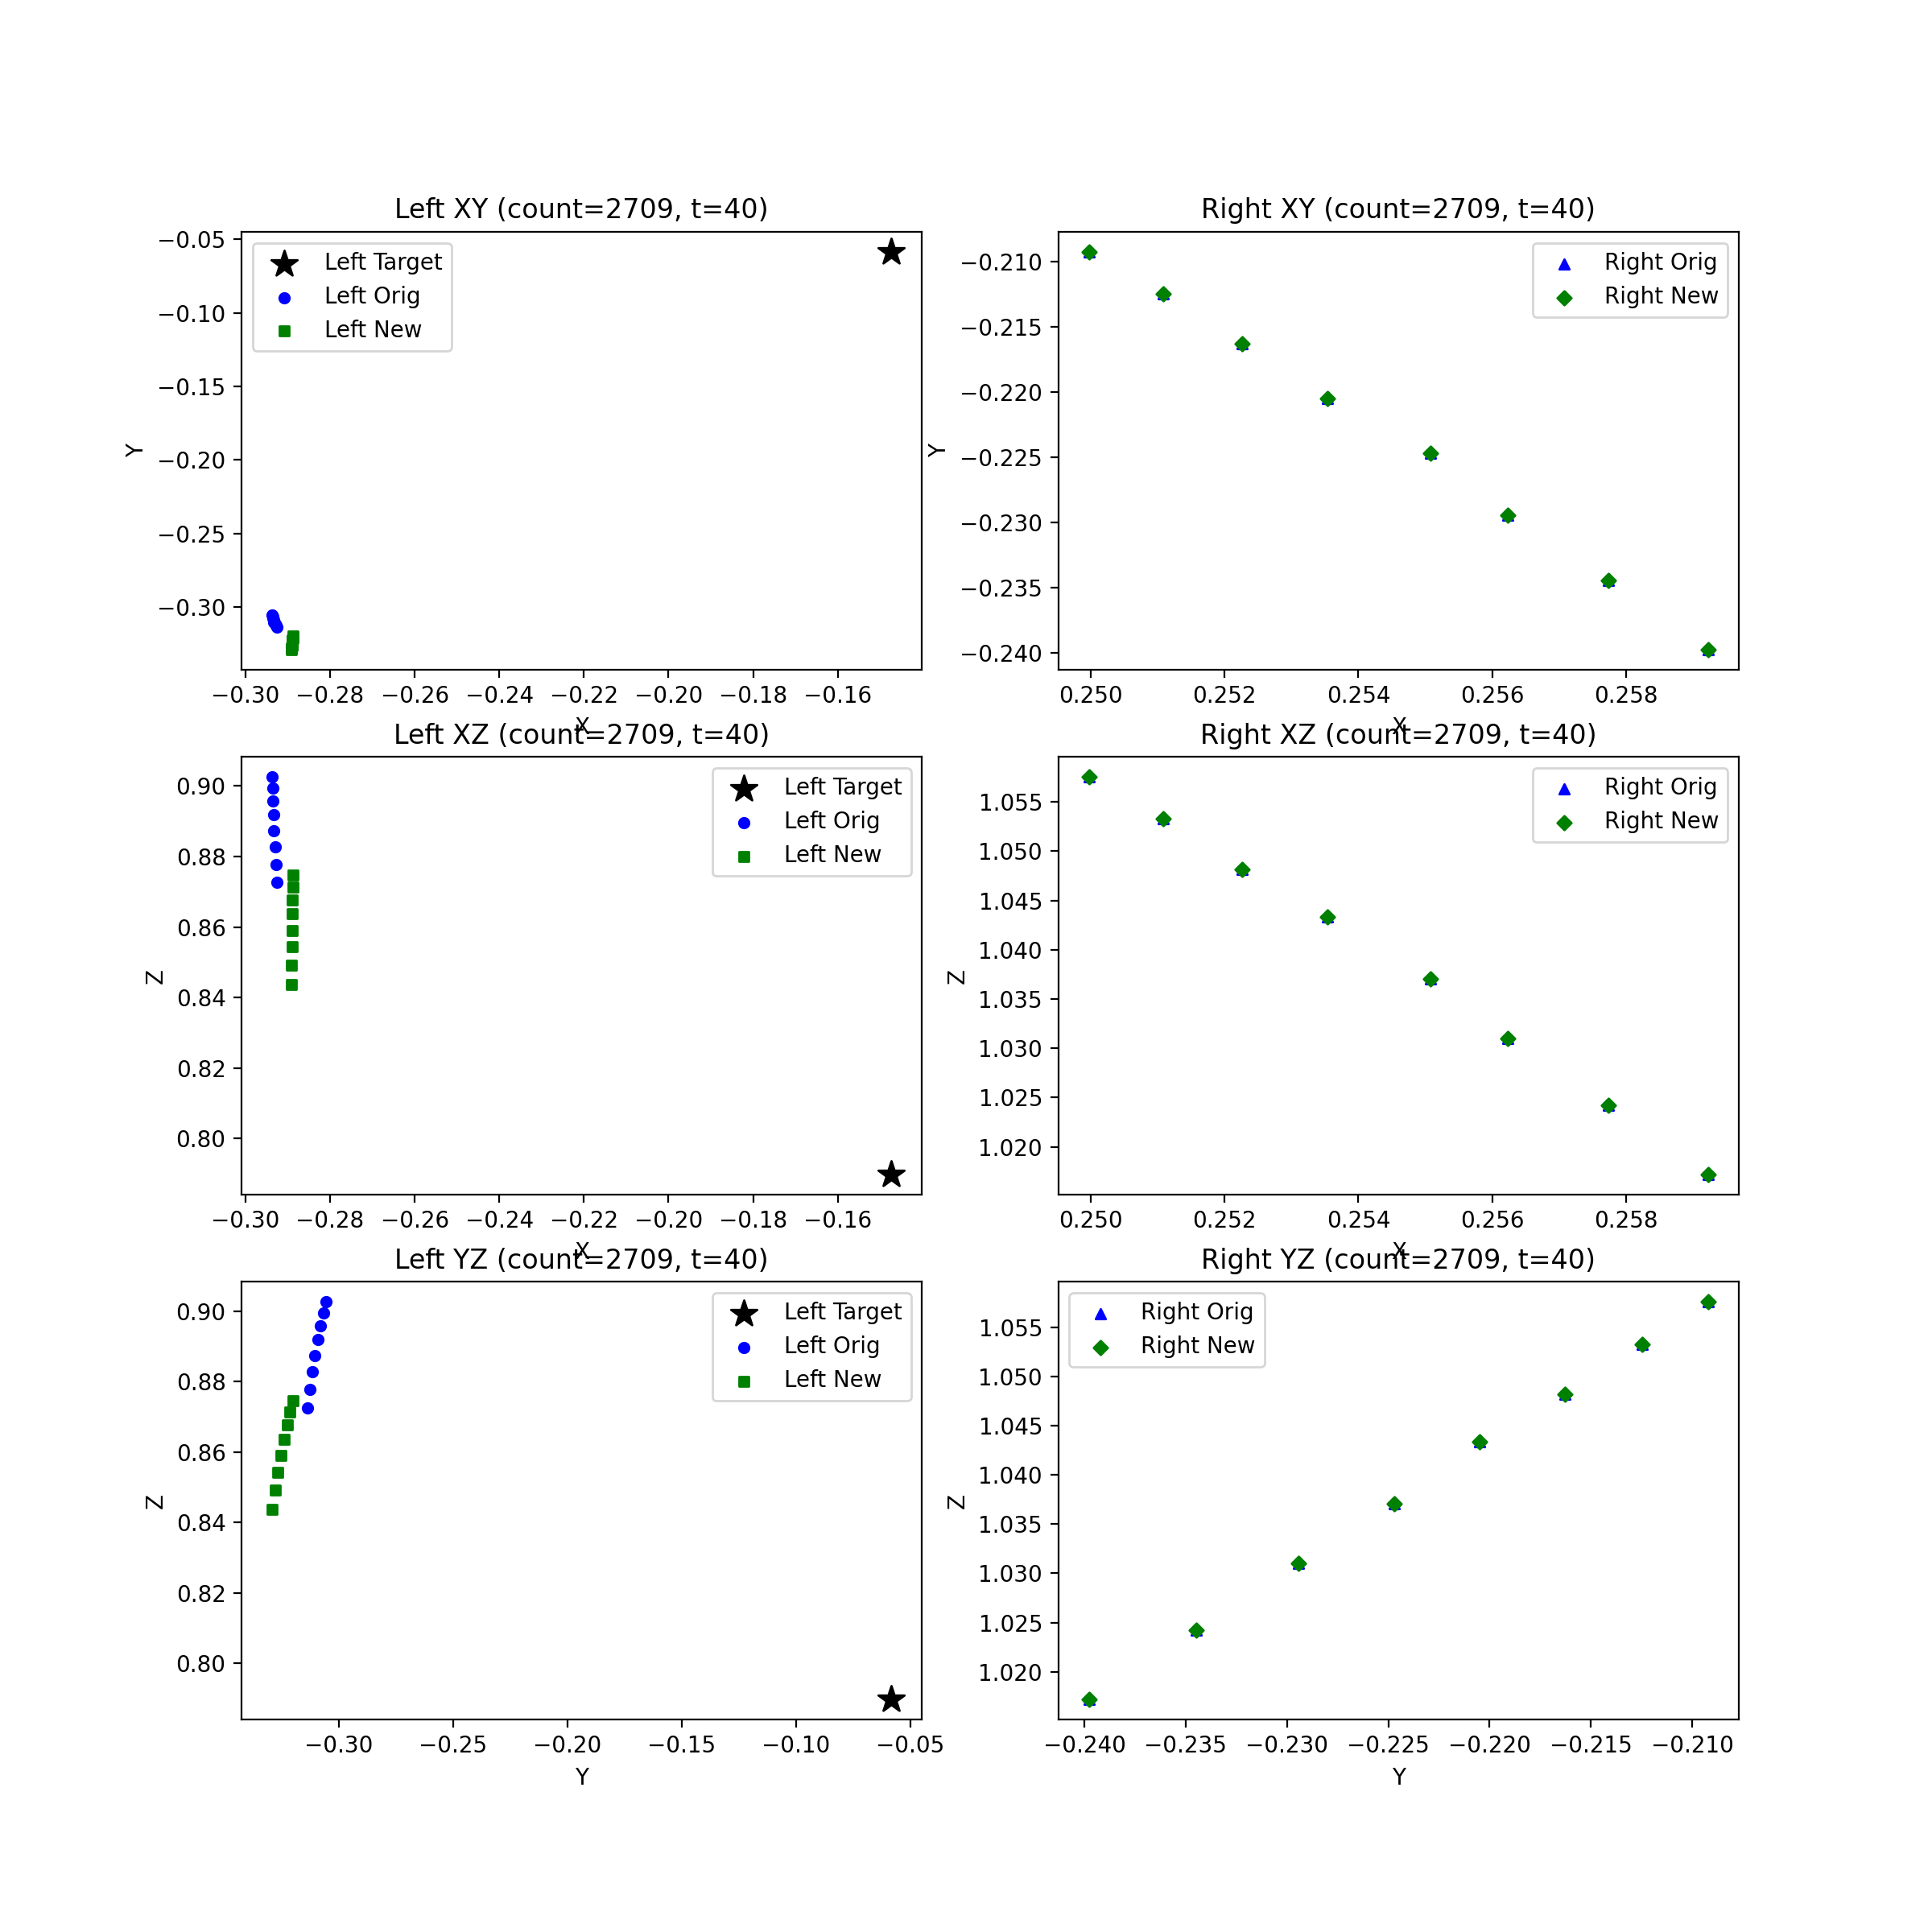 Left XY (count=2709, t=40)
−0.05
−0.10
−0.15
−0.20
−0.25
−0.30
Y
Left Target
Left Orig
Left New
−0.30 −0.28 −0.26 −0.24 −0.22 −0.20 −0.18 −0.16
X
Right XY (count=2709, t=40)
−0.210
−0.215
−0.220
−0.225
−0.230
−0.235
−0.240
Y
Right Orig
Right New
0.250 0.252 0.254 0.256 0.258
X
Left XZ (count=2709, t=40)
0.90
0.88
0.86
0.84
0.82
0.80
Z
Left Target
Left Orig
Left New
−0.30 −0.28 −0.26 −0.24 −0.22 −0.20 −0.18 −0.16
X
Right XZ (count=2709, t=40)
1.055
1.050
1.045
1.040
1.035
1.030
1.025
1.020
Z
Right Orig
Right New
0.250 0.252 0.254 0.256 0.258
X
Left YZ (count=2709, t=40)
0.90
0.88
0.86
0.84
0.82
0.80
Z
Left Target
Left Orig
Left New
−0.30 −0.25 −0.20 −0.15 −0.10 −0.05
Y
Right YZ (count=2709, t=40)
1.055
1.050
1.045
1.040
1.035
1.030
1.025
1.020
Z
Right Orig
Right New
−0.240 −0.235 −0.230 −0.225 −0.220 −0.215 −0.210
Y